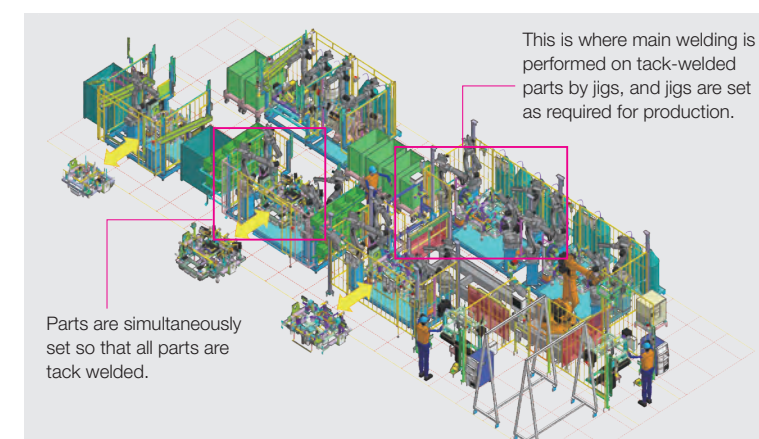 This is where main welding is
performed on tack-welded
parts by jigs, and jigs are set
as required for production.
Parts are simultaneously
set so that all parts are
tack welded.